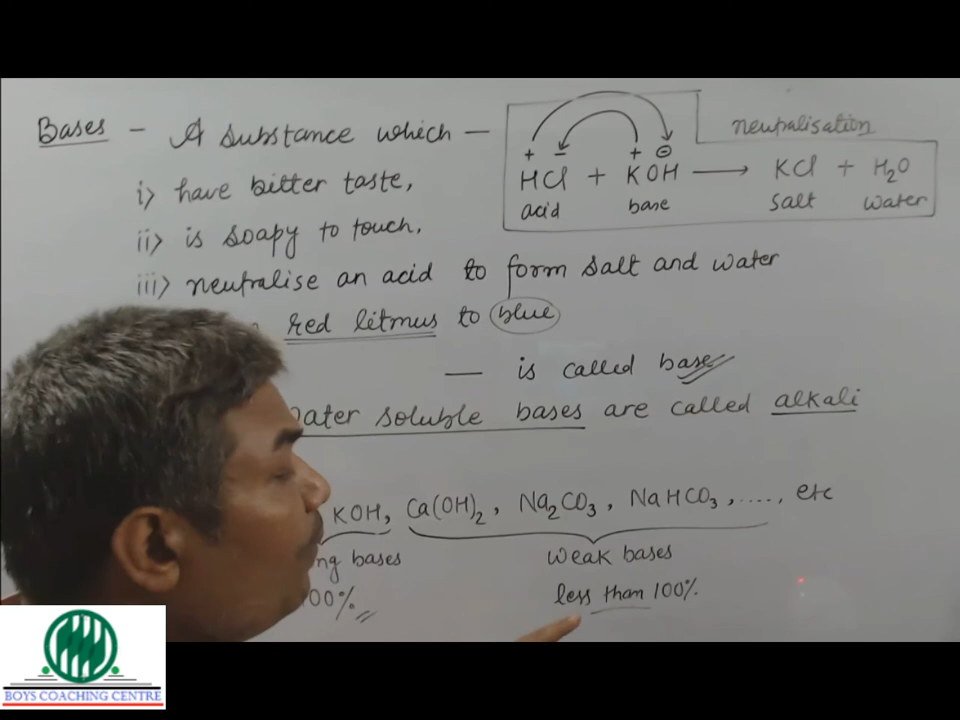 Bases – A substance which —
neutralisation
+ – + ⊖
HCl + KOH ⟶ KCl + H₂O
acid base salt water
i) have bitter taste,
ii) is soapy to touch.
iii) neutralise an acid to form salt and water
red litmus to blue
— is called base
ater soluble bases are called alkali
KOH, Ca(OH)₂, Na₂CO₃, NaHCO₃, ...., etc
ng bases weak bases
00% less than 100%.
BOYS COACHING CENTRE